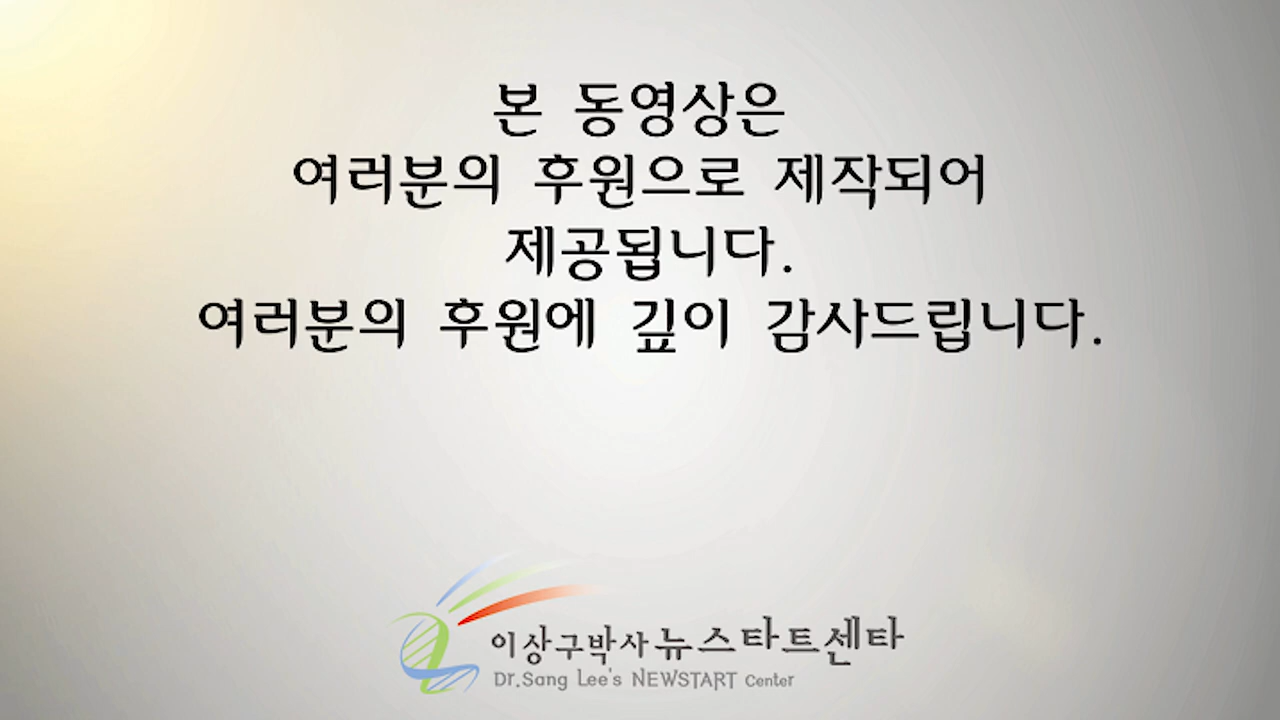 본 동영상은
여러분의 후원으로 제작되어
제공됩니다.
여러분의 후원에 깊이 감사드립니다.
이상구박사 뉴스타트센타
Dr.Sang Lee's NEWSTART Center